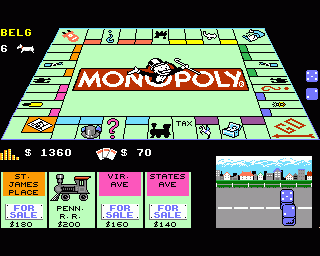 BELG
6
MONOPOLY
TAX
GO
$ 1360
$ 70
ST.
JAMES
PLACE
FOR
SALE
$180
PENN.
R.R.
$200
VIR.
AVE
FOR
SALE
$160
STATES
AVE
FOR
SALE
$140